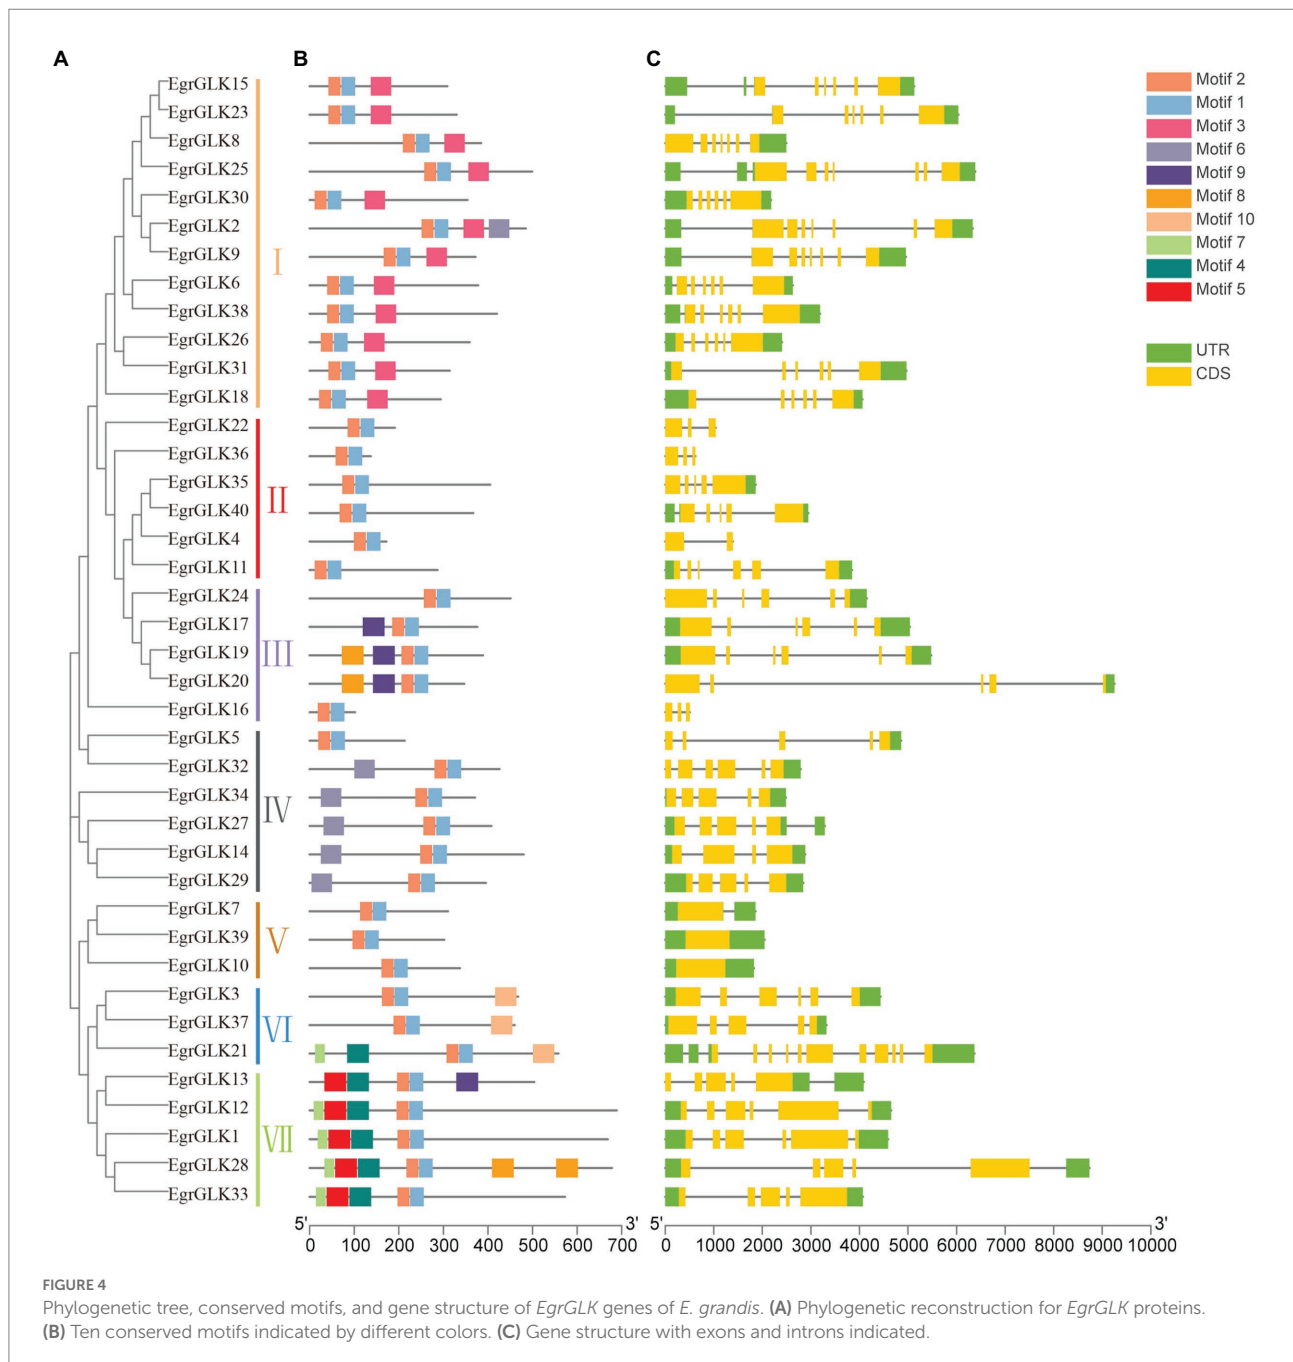 A B C
EgrGLK15
EgrGLK23
EgrGLK8
EgrGLK25
EgrGLK30
EgrGLK2
EgrGLK9
EgrGLK6
EgrGLK38
EgrGLK26
EgrGLK31
EgrGLK18
EgrGLK22
EgrGLK36
EgrGLK35
EgrGLK40
EgrGLK4
EgrGLK11
EgrGLK24
EgrGLK17
EgrGLK19
EgrGLK20
EgrGLK16
EgrGLK5
EgrGLK32
EgrGLK34
EgrGLK27
EgrGLK14
EgrGLK29
EgrGLK7
EgrGLK39
EgrGLK10
EgrGLK3
EgrGLK37
EgrGLK21
EgrGLK13
EgrGLK12
EgrGLK1
EgrGLK28
EgrGLK33
I
II
III
IV
V
VI
VII
5' 3'
0 100 200 300 400 500 600 700
5' 3'
0 1000 2000 3000 4000 5000 6000 7000 8000 9000 10000
Motif 2
Motif 1
Motif 3
Motif 6
Motif 9
Motif 8
Motif 10
Motif 7
Motif 4
Motif 5
UTR
CDS
FIGURE 4
Phylogenetic tree, conserved motifs, and gene structure of EgrGLK genes of E. grandis. (A) Phylogenetic reconstruction for EgrGLK proteins.
(B) Ten conserved motifs indicated by different colors. (C) Gene structure with exons and introns indicated.